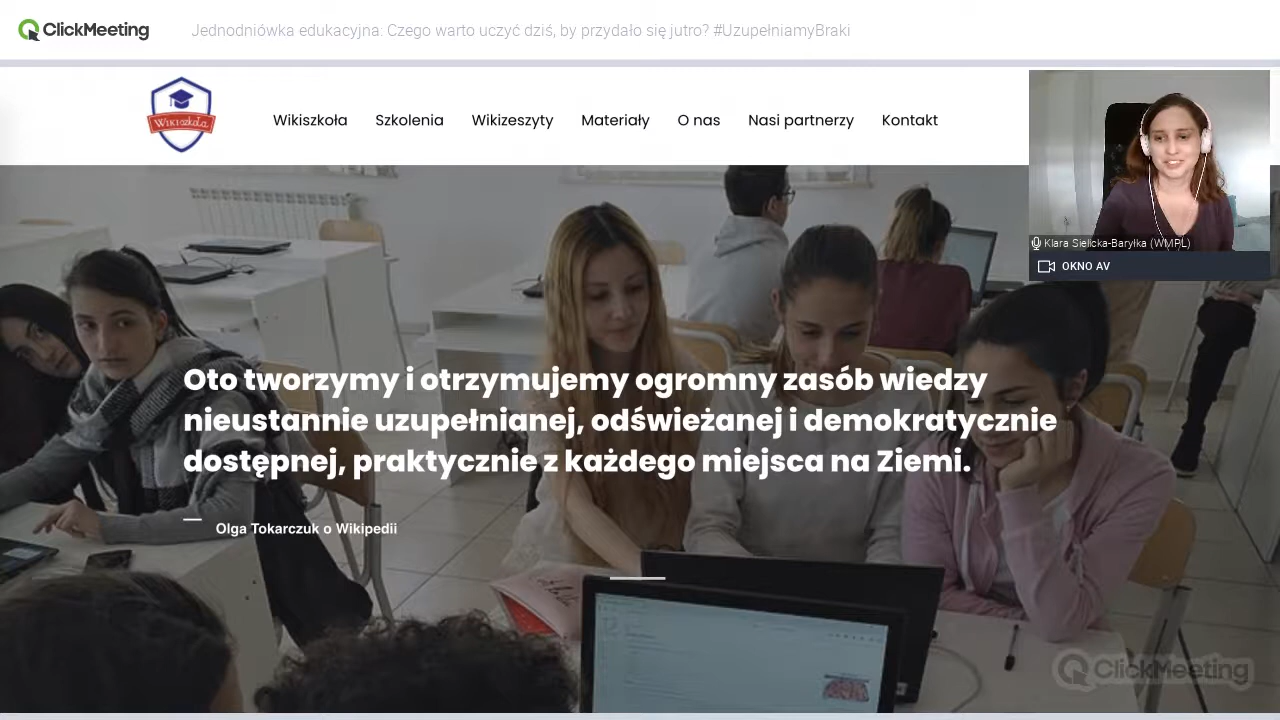 ClickMeeting
Jednodniówka edukacyjna: Czego warto uczyć dziś, by przydało się jutro? #UzupełniamyBraki
Wikiszkoła
Wikiszkoła Szkolenia Wikizeszyty Materiały O nas Nasi partnerzy Kontakt
Klara Sielicka-Baryłka (WMPL)
OKNO AV
Oto tworzymy i otrzymujemy ogromny zasób wiedzy
nieustannie uzupełnianej, odświeżanej i demokratycznie
dostępnej, praktycznie z każdego miejsca na Ziemi.
— Olga Tokarczuk o Wikipedii
ClickMeeting